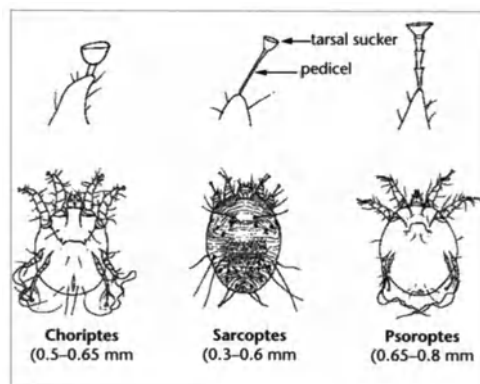 tarsal sucker
pedicel
Choriptes
(0.5–0.65 mm
Sarcoptes
(0.3–0.6 mm
Psoroptes
(0.65–0.8 mm